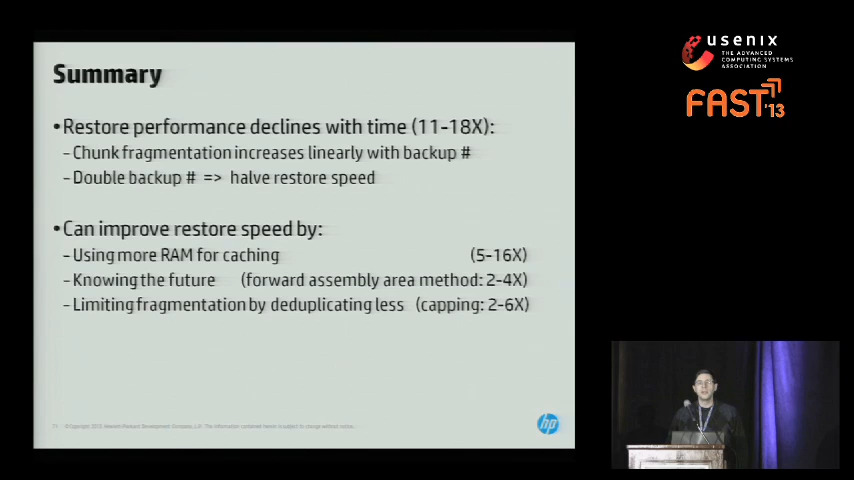 Summary
•Restore performance declines with time (11-18X):
-Chunk fragmentation increases linearly with backup #
-Double backup # => halve restore speed
•Can improve restore speed by:
-Using more RAM for caching (5-16X)
-Knowing the future (forward assembly area method: 2-4X)
-Limiting fragmentation by deduplicating less (capping: 2-6X)
hp
usenix
THE ADVANCED
COMPUTING SYSTEMS
ASSOCIATION
FAST'13